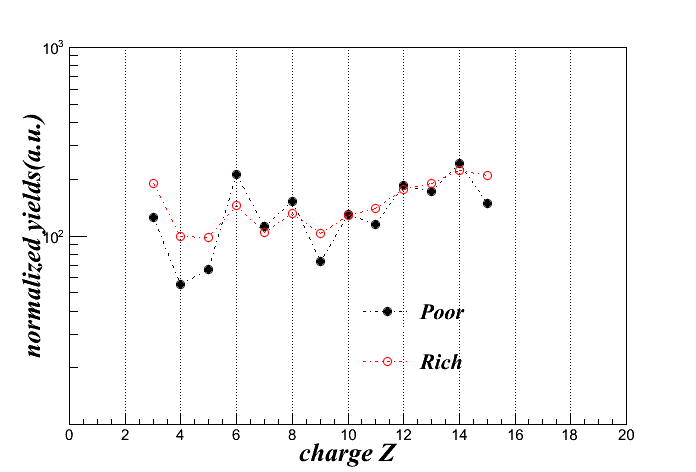 10³
normalized yields(a.u.)
10²
Poor
Rich
0 2 4 6 8 10 12 14 16 18 20
charge Z